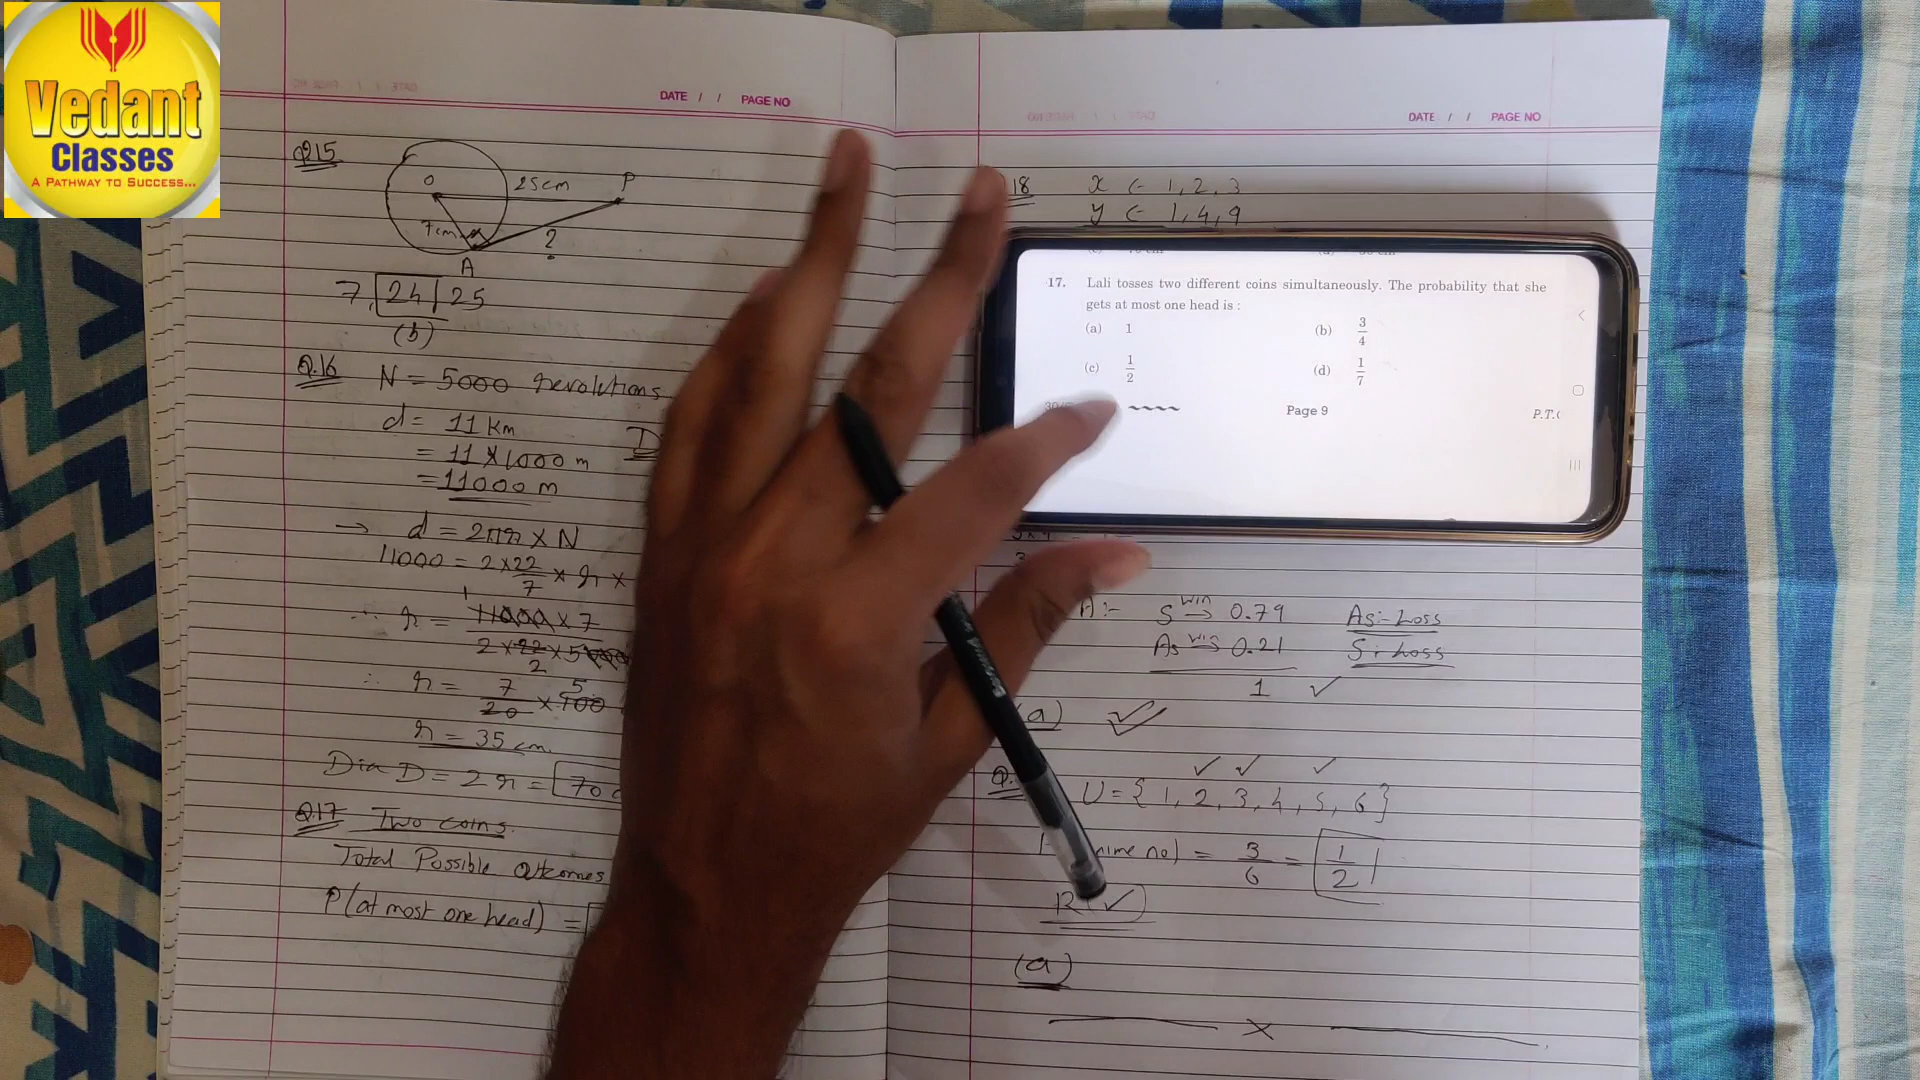 Vedant
Classes
A PATHWAY TO SUCCESS...
DATE / / PAGE NO
Q15
O
25cm
P
7cm
?
A
7, 24, 25
(b)
Q.16
N = 5000 revolutions
d = 11 Km
= 11 × 1000 m
= 11000 m
→ d = 2πr × N
11000 = 2 × 22/7 × r ×
∴ r = 11000 × 7
2 × 22 × 5
2
∴ r = 7/20 × 100
5
r = 35 cm
Dia D = 2r = 70
Q.17 Two coins.
Total Possible Outcomes
P(at most one head) =
DATE / / PAGE NO
18
x ← 1, 2, 3
y ← 1, 4, 9
17. Lali tosses two different coins simultaneously. The probability that she
gets at most one head is :
(a) 1
(b) 3/4
(c) 1/2
(d) 1/7
Page 9
P.T.
A :- S win → 0.79 As :- Loss
As win → 0.21 S : Loss
1 ✓
(a) ✓
Q.
U = {1, 2, 3, 4, 5, 6}
no) = 3/6 = 1/2
R (✓)
(a)
x